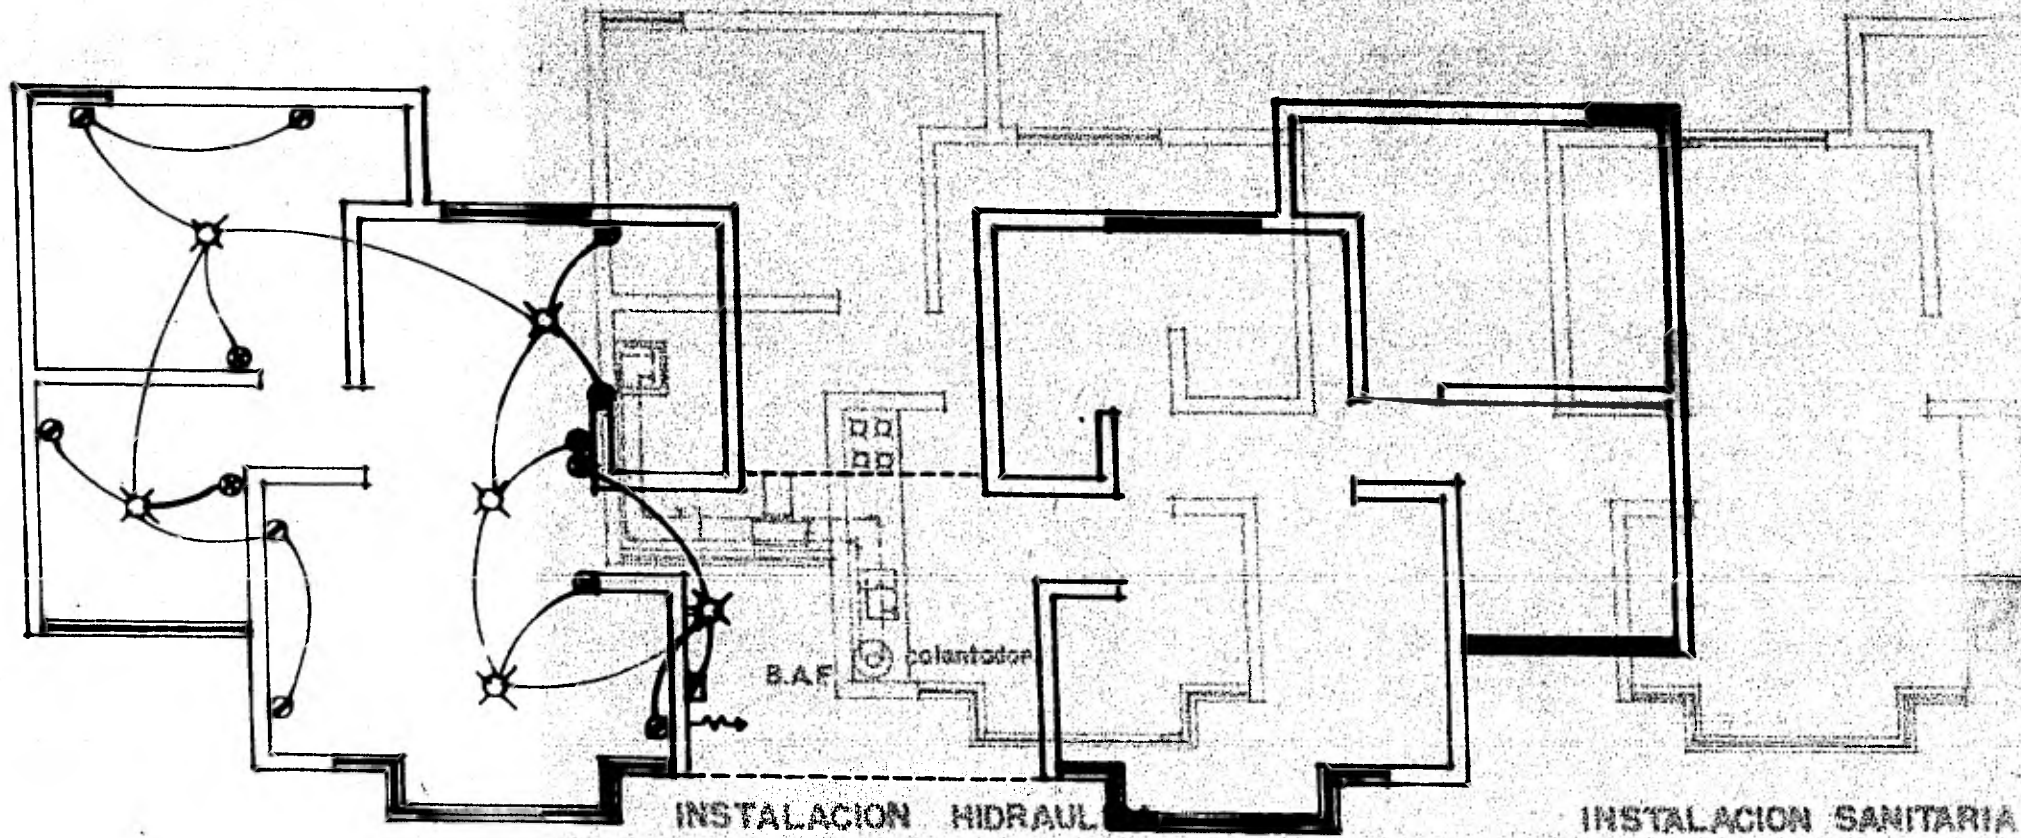 calentador
B.A.F
INSTALACION HIDRAUL A
INSTALACION SANITARIA